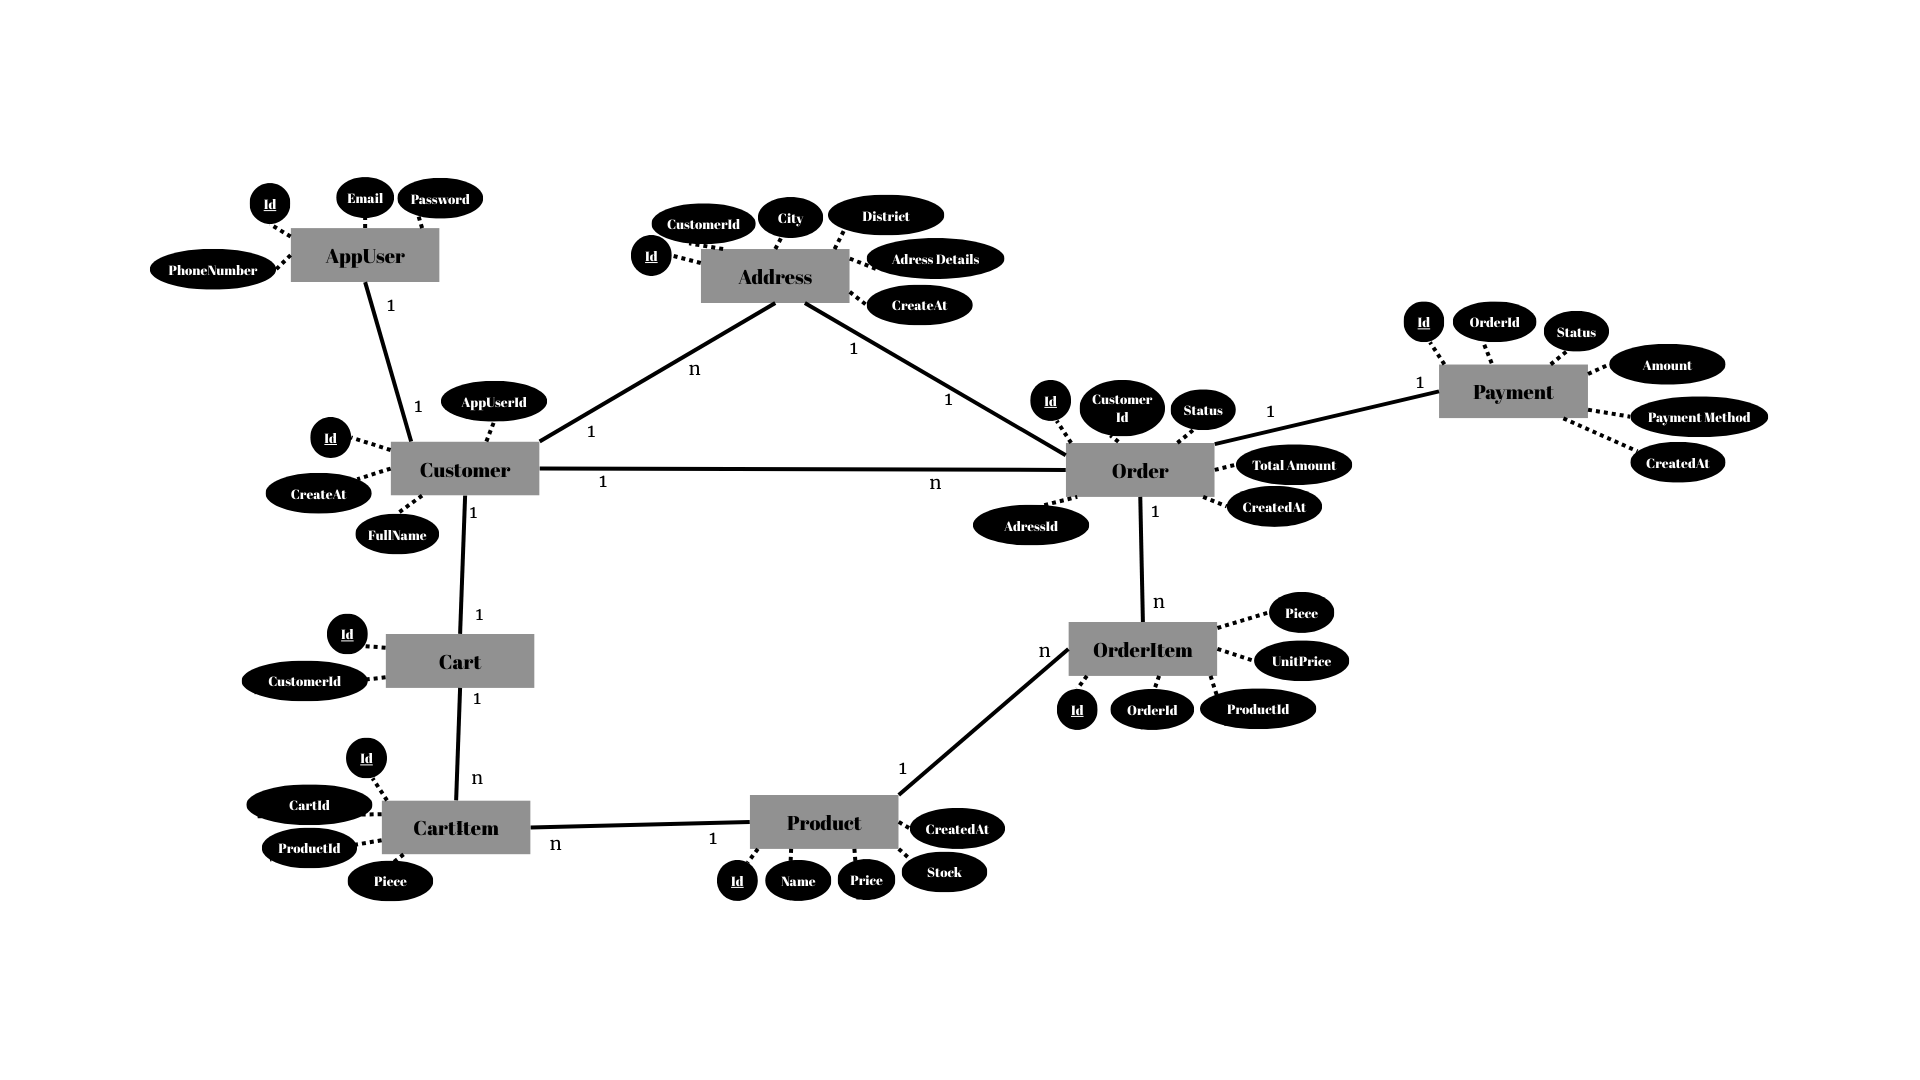 Id
Email
Password
PhoneNumber
AppUser
1
1
CustomerId
City
District
Id
Address
Adress Details
CreateAt
n
1
1
1
AppUserId
Id
Customer
CreateAt
FullName
1
n
1
1
Id
Customer
Id
Status
Order
Total Amount
CreatedAt
AdressId
1
1
Id
OrderId
Status
Amount
Payment
Payment Method
CreatedAt
1
n
Id
Cart
CustomerId
1
n
Id
CartId
CartItem
ProductId
Piece
n
1
Product
CreatedAt
Id
Name
Price
Stock
1
n
Piece
OrderItem
UnitPrice
Id
OrderId
ProductId